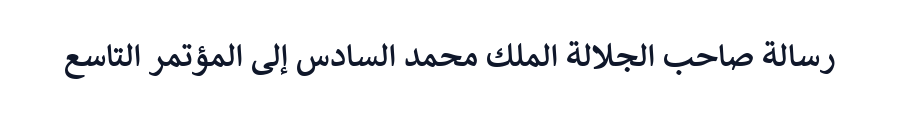 رسالة صاحب الجلالة الملك محمد السادس إلى المؤتمر التاسع